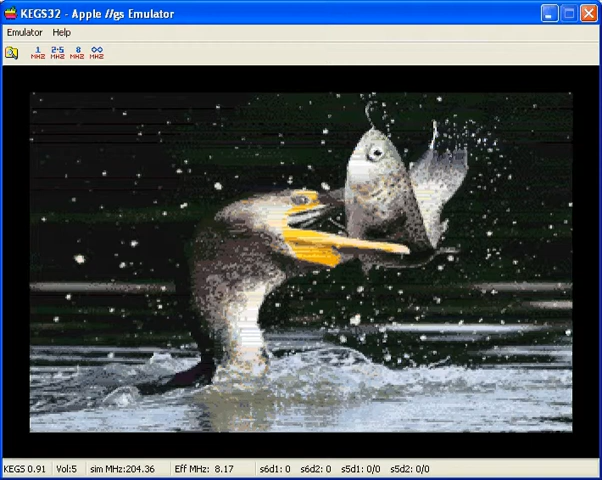 KEGS32 - Apple //gs Emulator
Emulator Help
1 MHZ 2·5 MHZ 8 MHZ ∞ MHZ
KEGS 0.91 Vol:5 sim MHz:204.36 Eff MHz: 8.17 s6d1: 0 s6d2: 0 s5d1: 0/0 s5d2: 0/0